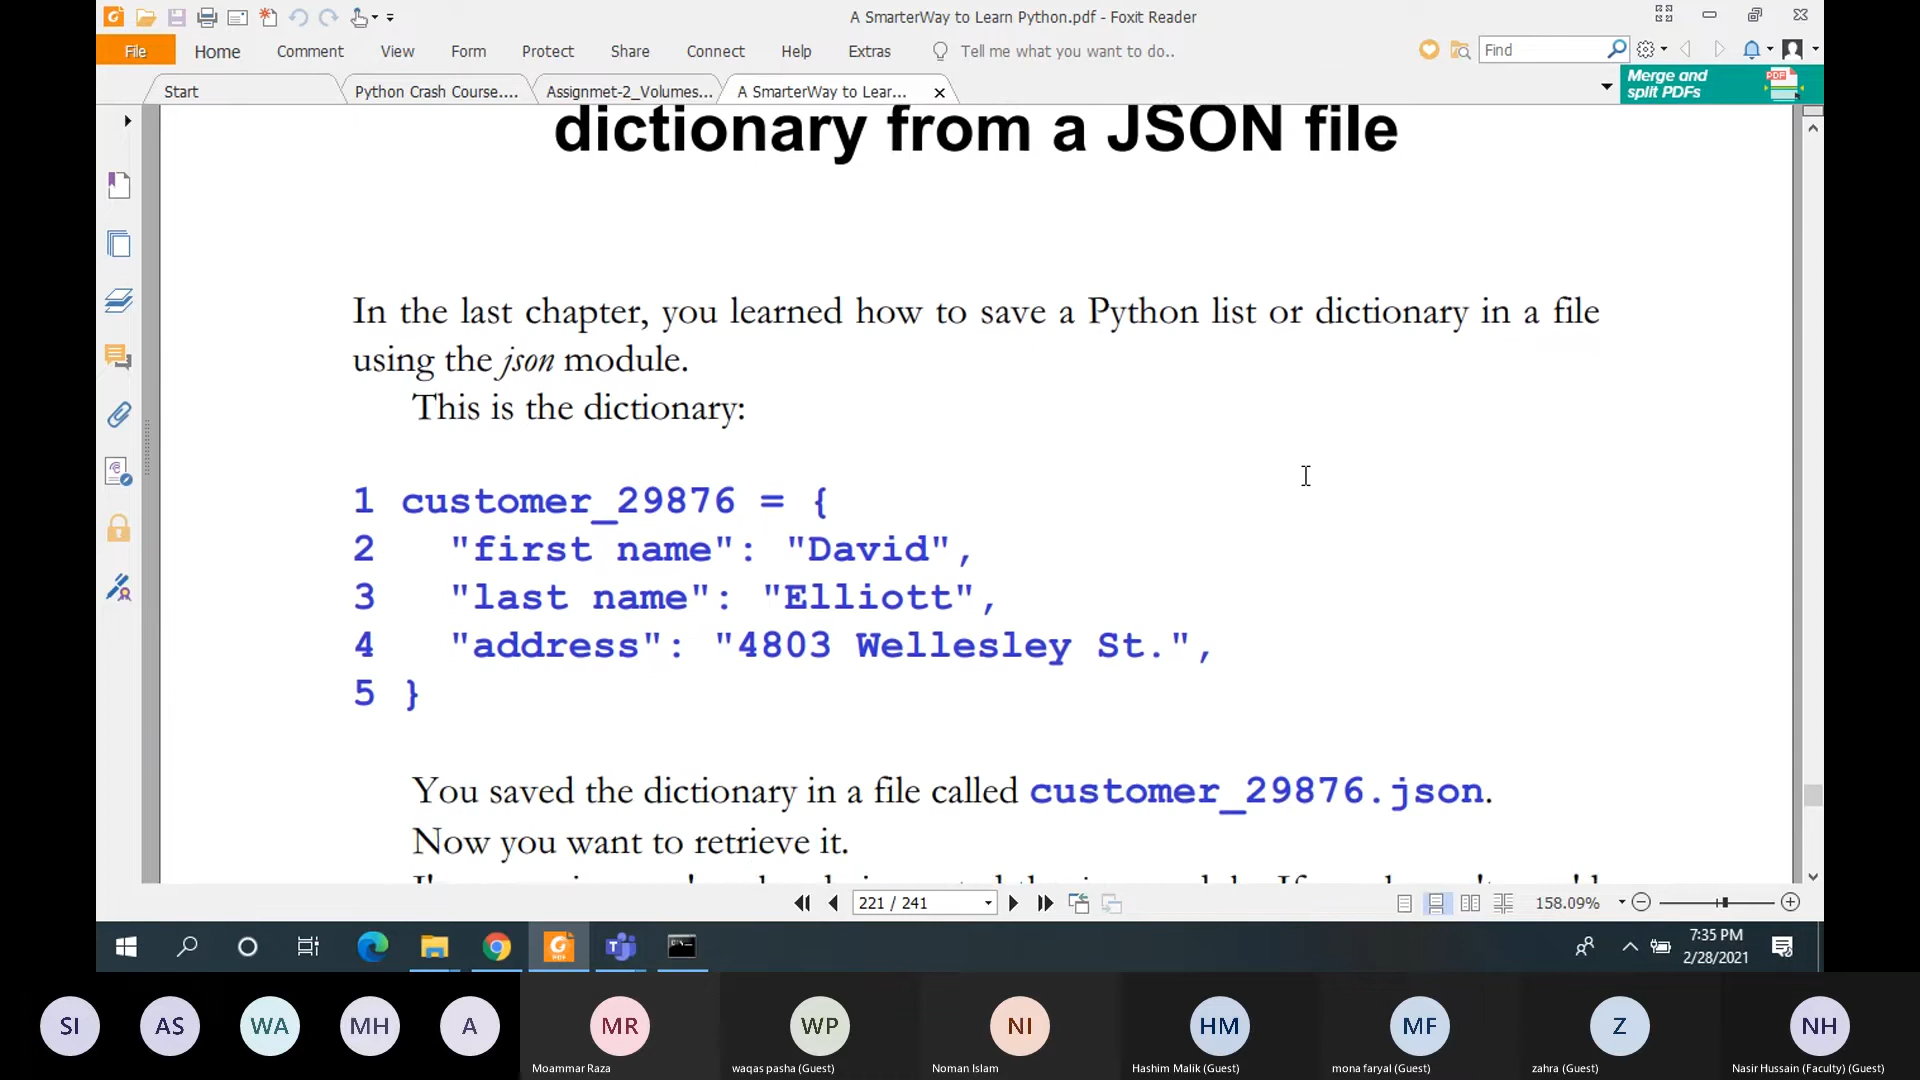 A SmarterWay to Learn Python.pdf - Foxit Reader
File Home Comment View Form Protect Share Connect Help Extras Tell me what you want to do.. Find
Start Python Crash Course.... Assignmet-2_Volumes... A SmarterWay to Lear... Merge and
split PDFs
dictionary from a JSON file
In the last chapter, you learned how to save a Python list or dictionary in a file
using the json module.
This is the dictionary:
1 customer_29876 = {
2 "first name": "David",
3 "last name": "Elliott",
4 "address": "4803 Wellesley St.",
5 }
You saved the dictionary in a file called customer_29876.json.
Now you want to retrieve it.
221 / 241 158.09%
7:35 PM
2/28/2021
SI AS WA MH A MR WP NI HM MF Z NH
Moammar Raza waqas pasha (Guest) Noman Islam Hashim Malik (Guest) mona faryal (Guest) zahra (Guest) Nasir Hussain (Faculty) (Guest)